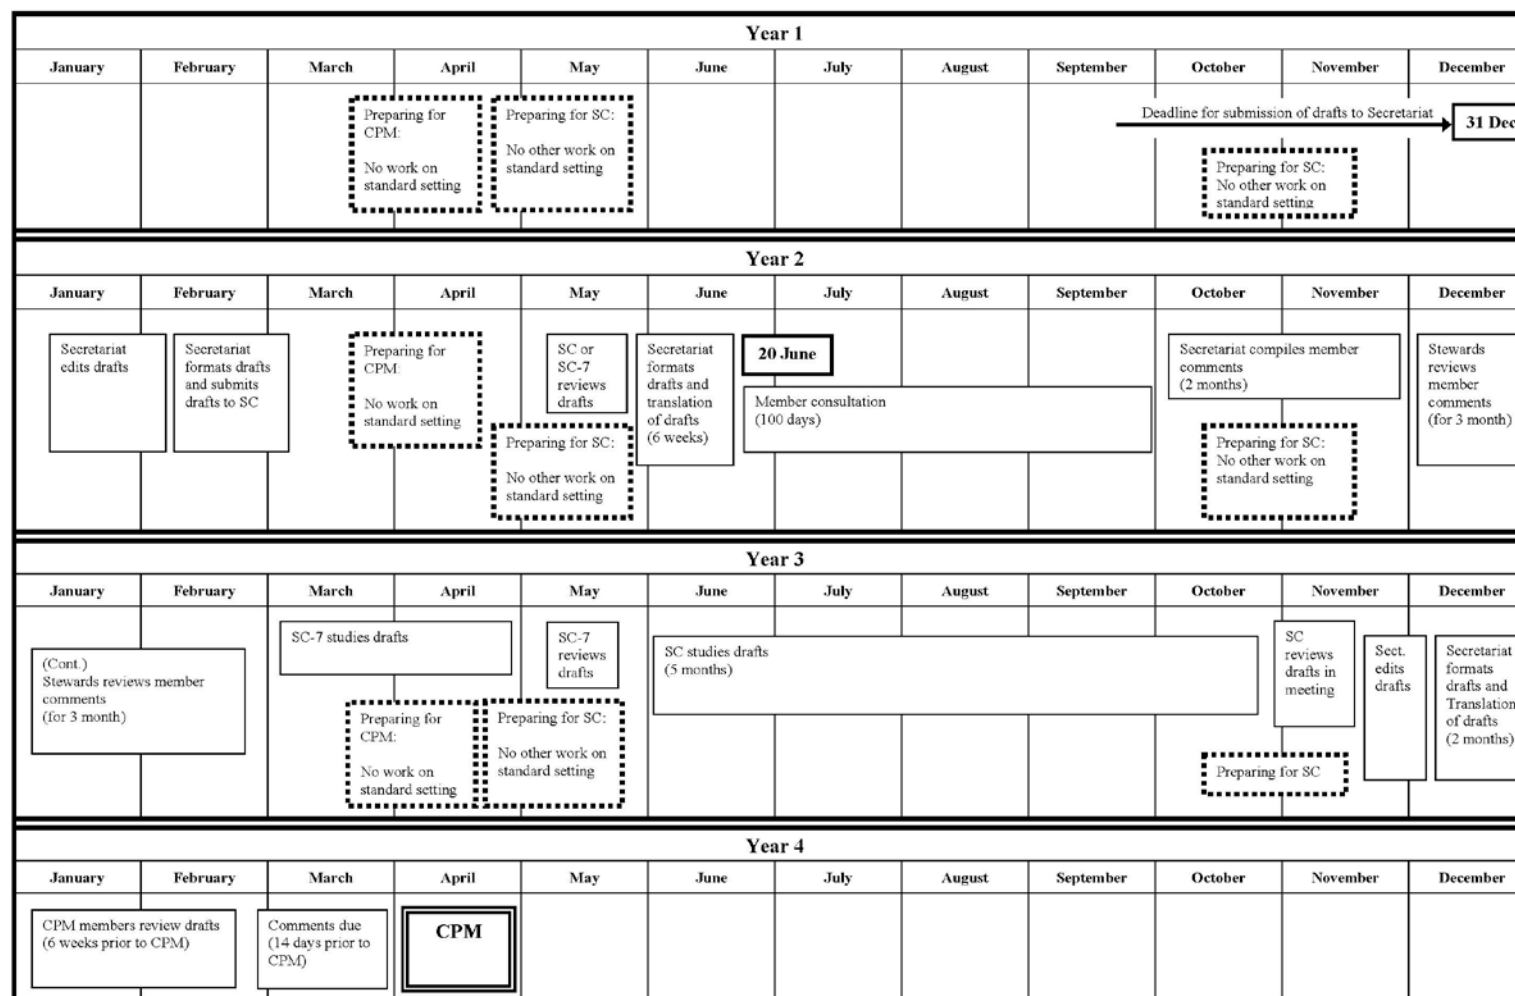 Year 1
January February March April May June July August September October November December
Preparing for
CPM:
No work on
standard setting
Preparing for SC:
No other work on
standard setting
Deadline for submission of drafts to Secretariat
31 Dec
Preparing for SC:
No other work on
standard setting
Year 2
January February March April May June July August September October November December
Secretariat
edits drafts
Secretariat
formats drafts
and submits
drafts to SC
Preparing for
CPM:
No work on
standard setting
SC or
SC-7
reviews
drafts
Preparing for SC:
No other work on
standard setting
Secretariat
formats
drafts and
translation
of drafts
(6 weeks)
20 June
Member consultation
(100 days)
Secretariat compiles member
comments
(2 months)
Preparing for SC:
No other work on
standard setting
Stewards
reviews
member
comments
(for 3 month)
Year 3
January February March April May June July August September October November December
(Cont.)
Stewards reviews member
comments
(for 3 month)
SC-7 studies drafts
Preparing for
CPM:
No work on
standard setting
SC-7
reviews
drafts
Preparing for SC:
No other work on
standard setting
SC studies drafts
(5 months)
SC
reviews
drafts in
meeting
Preparing for SC
Sect.
edits
drafts
Secretariat
formats
drafts and
Translation
of drafts
(2 months)
Year 4
January February March April May June July August September October November December
CPM members review drafts
(6 weeks prior to CPM)
Comments due
(14 days prior to
CPM)
CPM